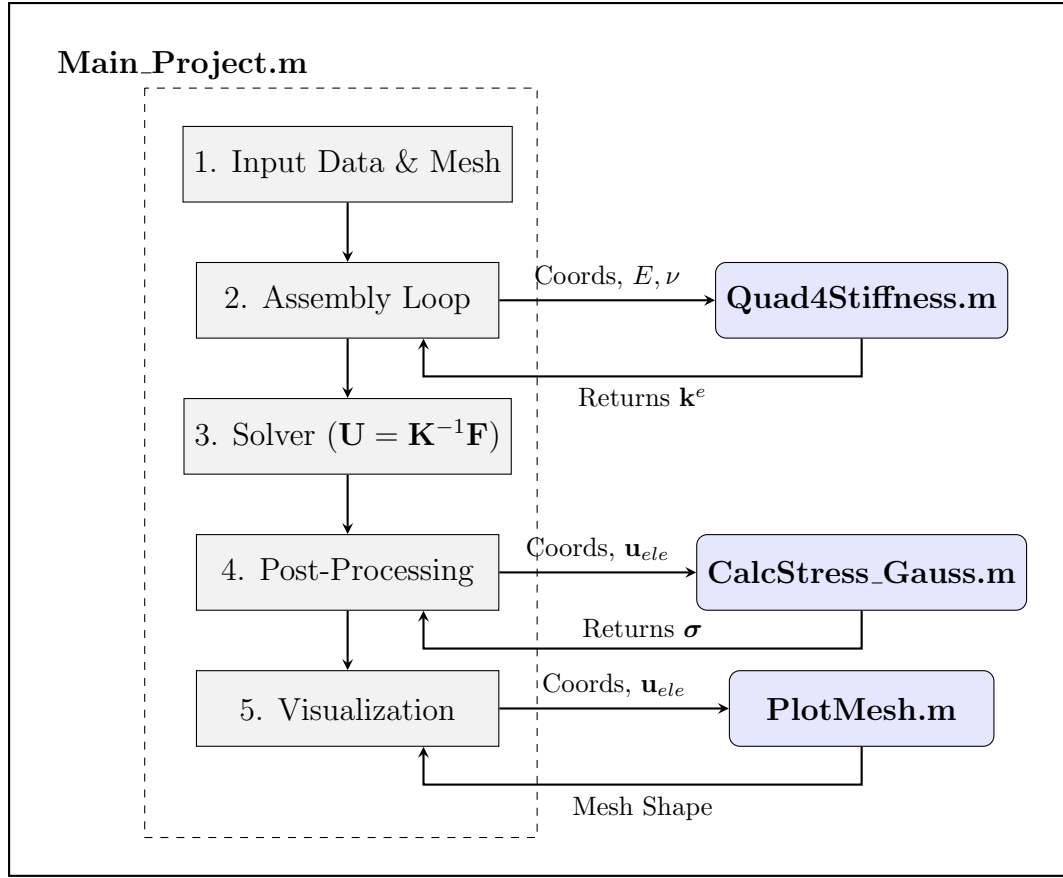 Main_Project.m
1. Input Data & Mesh
2. Assembly Loop
Coords, E, ν
Quad4Stiffness.m
Returns k^e
3. Solver (U = K^{-1}F)
4. Post-Processing
Coords, u_{ele}
CalcStress_Gauss.m
Returns σ
5. Visualization
Coords, u_{ele}
PlotMesh.m
Mesh Shape